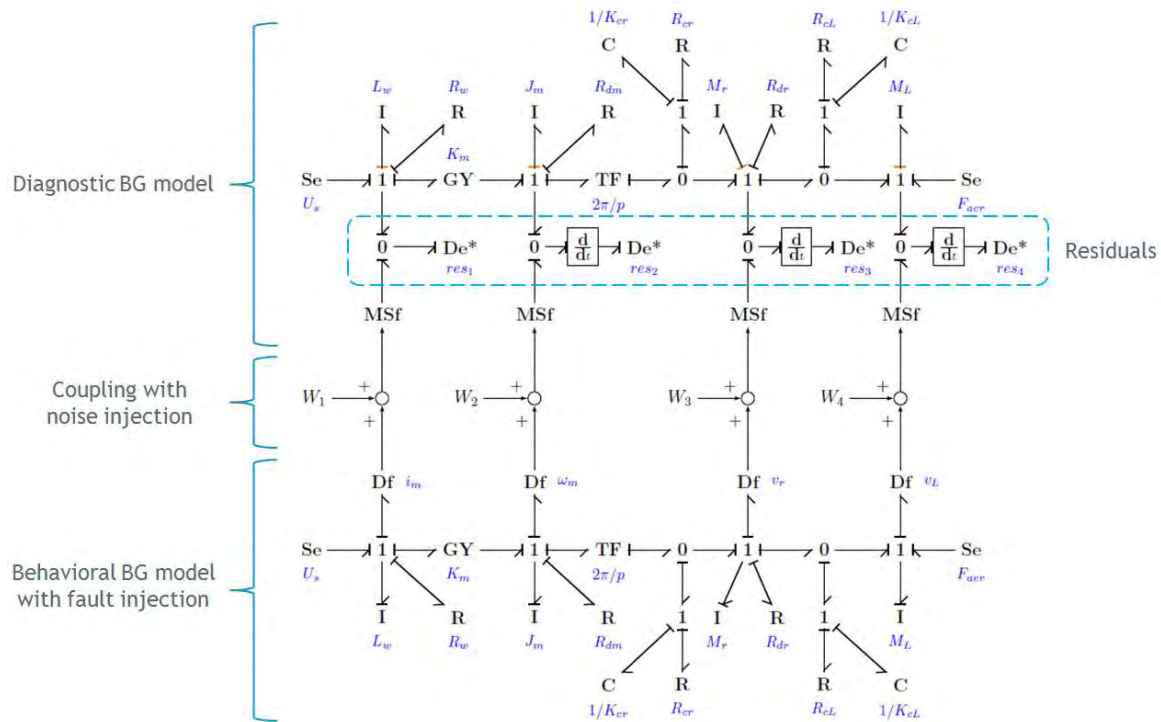 1/K_cr R_cr R_cL 1/K_cL
C R R C
L_w R_w J_m R_dm M_r R_dr M_L
I R I R 1 I R 1 I
K_m
Diagnostic BG model
Se 1 GY 1 TF 0 1 0 1 Se
U_s 2π/p F_aer
0 De* 0 d/dt De* 0 d/dt De* 0 d/dt De* Residuals
res_1 res_2 res_3 res_4
MSf MSf MSf MSf
Coupling with
noise injection
W_1 + W_2 + W_3 + W_4 +
+ + + +
Df i_m Df ω_m Df v_r Df v_L
Se 1 GY 1 TF 0 1 0 1 Se
U_s K_m 2π/p F_aer
Behavioral BG model
with fault injection
I R I R 1 I R 1 I
L_w R_w J_m R_dm M_r R_dr M_L
C R R C
1/K_cr R_cr R_cL 1/K_cL